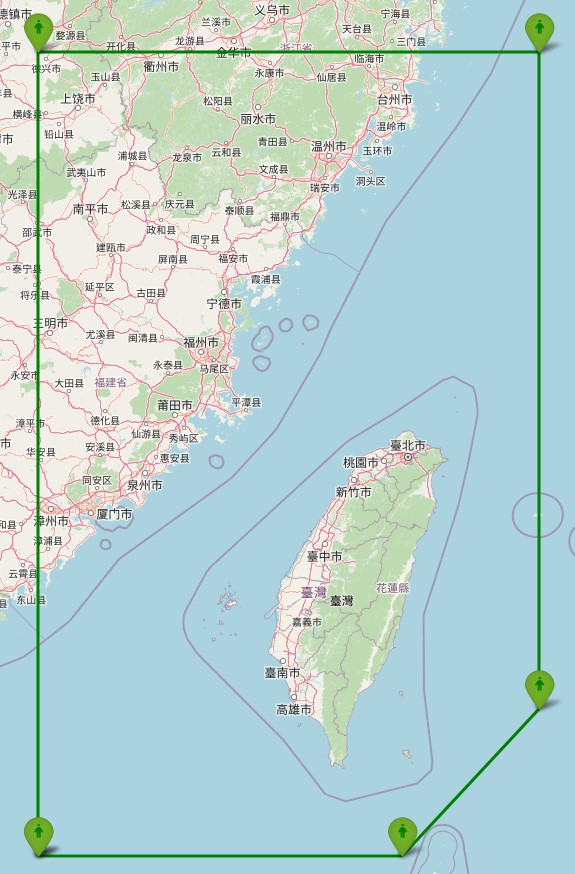 义乌市
宁海县
德镇市
兰溪市
天台县
婺源县
开化县
龙游县
金华市
浙江省
三门县
平市
衢州市
临海市
德兴市
玉山县
永康市
仙居县
上饶市
松阳县
台州市
横峰县
丽水市
温岭市
铅山县
青田县
温州市
玉环市
浦城县
龙泉市
云和县
武夷山市
文成县
洞头区
瑞安市
光泽县
南平市
松溪县
庆元县
泰顺县
福鼎市
邵武市
政和县
周宁县
建瓯市
屏南县
福安市
泰宁县
霞浦县
将乐县
延平区
古田县
宁德市
三明市
尤溪县
闽清县
福州市
永泰县
马尾区
永安市
大田县
福建省
平潭县
莆田市
漳平市
德化县
仙游县
秀屿区
臺北市
华安县
安溪县
惠安县
桃園市
同安区
泉州市
新竹市
漳州市
厦门市
漳浦县
臺中市
云霄县
花蓮縣
臺灣
臺灣
东山县
嘉義市
臺南市
高雄市